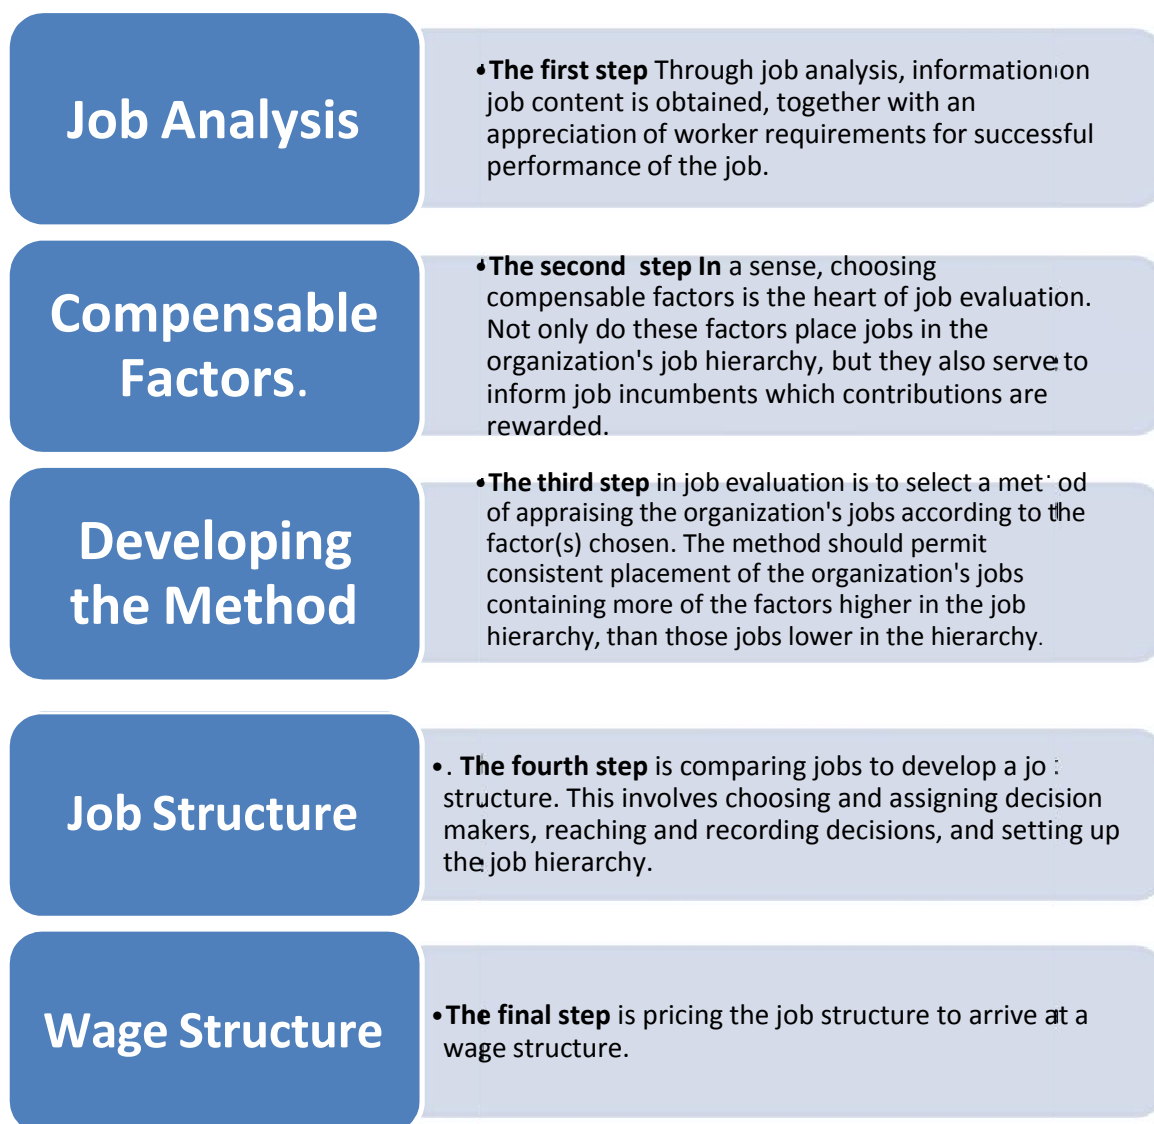 Job Analysis
•The first step Through job analysis, information on
job content is obtained, together with an
appreciation of worker requirements for successful
performance of the job.
Compensable
Factors.
•The second  step In a sense, choosing
compensable factors is the heart of job evaluation.
Not only do these factors place jobs in the
organization's job hierarchy, but they also serve to
inform job incumbents which contributions are
rewarded.
Developing
the Method
•The third step in job evaluation is to select a met od
of appraising the organization's jobs according to the
factor(s) chosen. The method should permit
consistent placement of the organization's jobs
containing more of the factors higher in the job
hierarchy, than those jobs lower in the hierarchy.
Job Structure
•. The fourth step is comparing jobs to develop a jo
structure. This involves choosing and assigning decision
makers, reaching and recording decisions, and setting up
the job hierarchy.
Wage Structure
•The final step is pricing the job structure to arrive at a
wage structure.